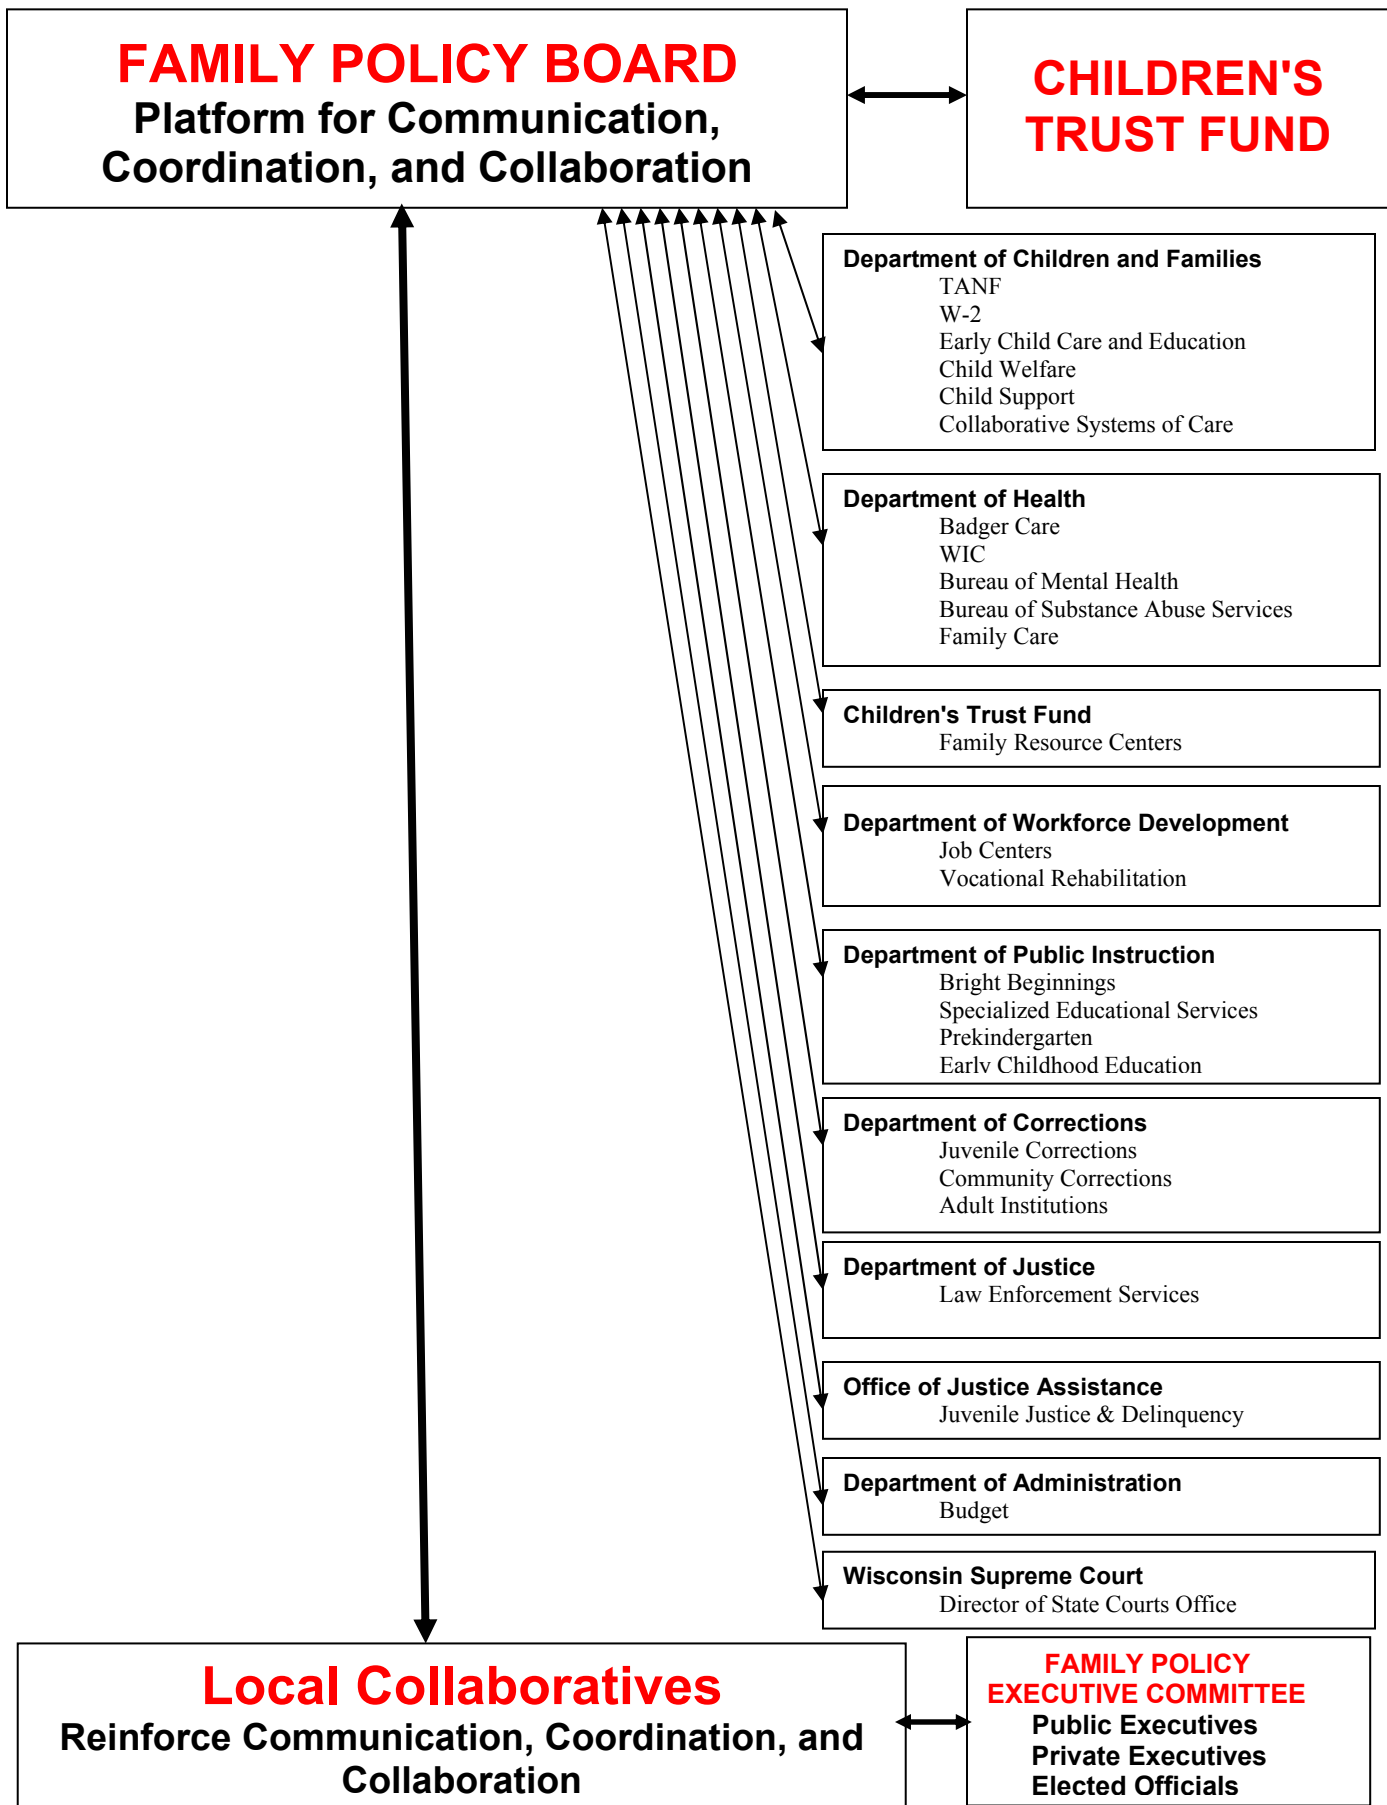 FAMILY POLICY BOARD
Platform for Communication,
Coordination, and Collaboration
CHILDREN'S
TRUST FUND
Department of Children and Families
TANF
W-2
Early Child Care and Education
Child Welfare
Child Support
Collaborative Systems of Care
Department of Health
Badger Care
WIC
Bureau of Mental Health
Bureau of Substance Abuse Services
Family Care
Children's Trust Fund
Family Resource Centers
Department of Workforce Development
Job Centers
Vocational Rehabilitation
Department of Public Instruction
Bright Beginnings
Specialized Educational Services
Prekindergarten
Early Childhood Education
Department of Corrections
Juvenile Corrections
Community Corrections
Adult Institutions
Department of Justice
Law Enforcement Services
Office of Justice Assistance
Juvenile Justice & Delinquency
Department of Administration
Budget
Wisconsin Supreme Court
Director of State Courts Office
Local Collaboratives
Reinforce Communication, Coordination, and
Collaboration
FAMILY POLICY
EXECUTIVE COMMITTEE
Public Executives
Private Executives
Elected Officials